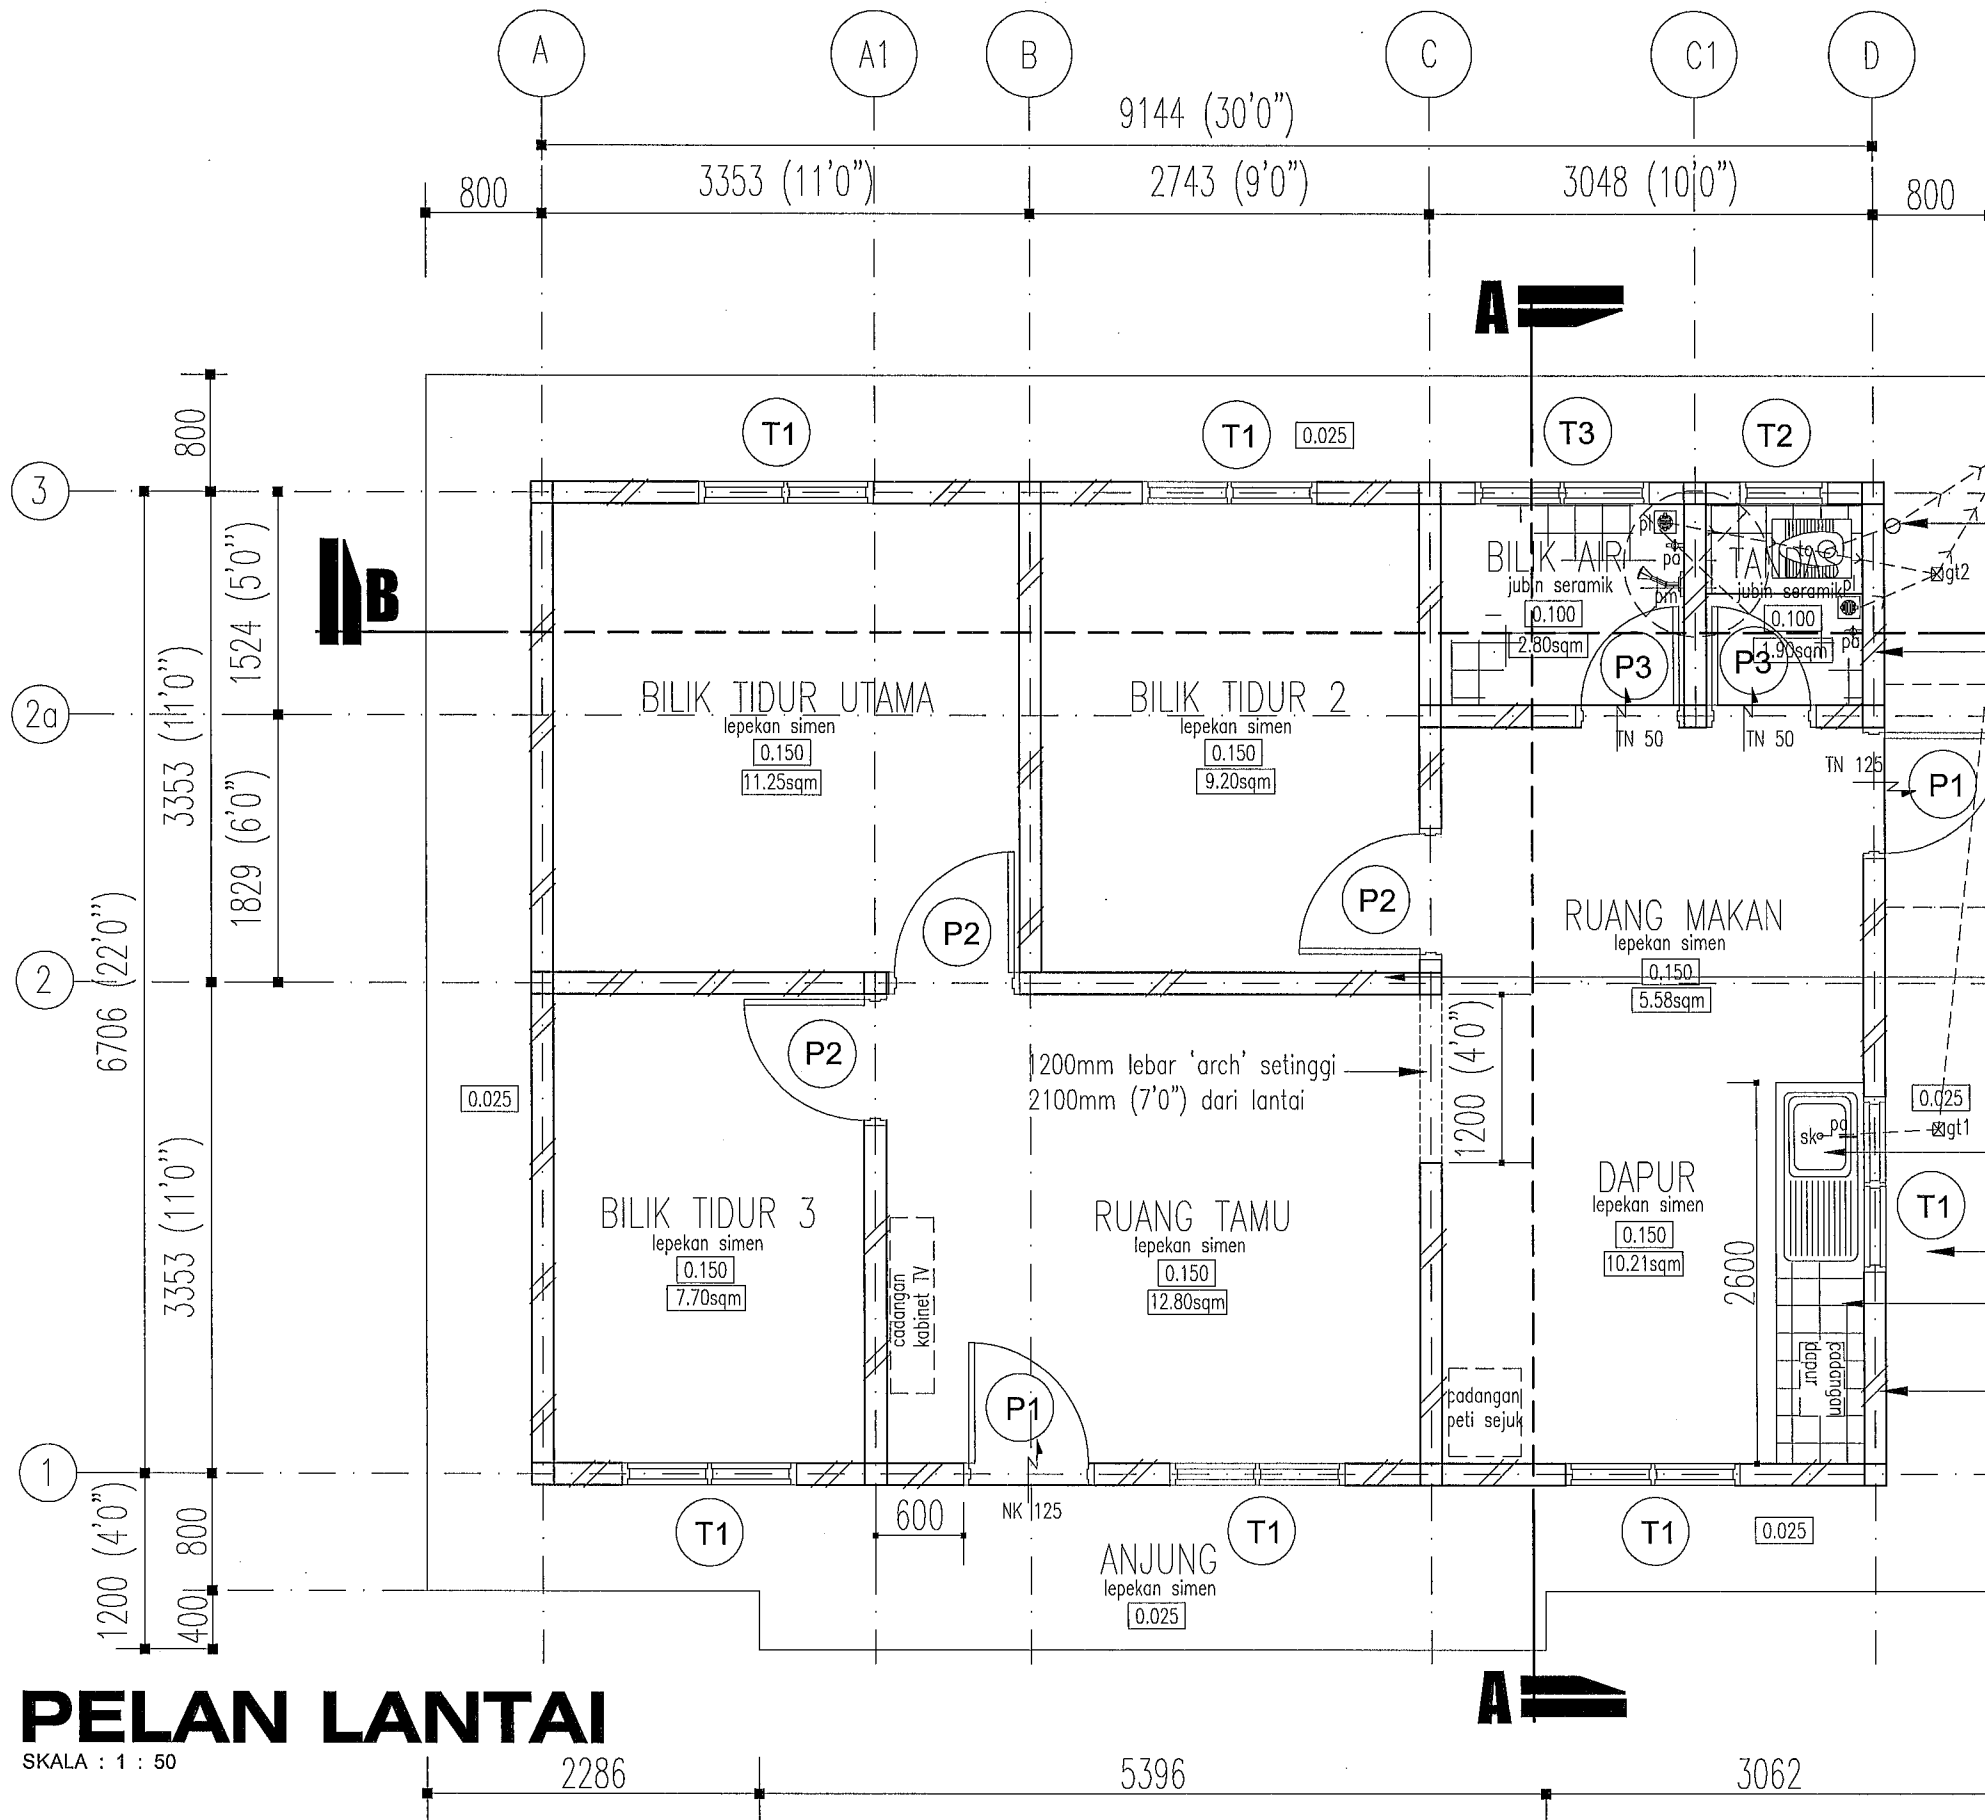 A
A1
B
C
C1
D
9144 (30'0")
800
3353 (11'0")
2743 (9'0")
3048 (10'0")
800
A
800
T1
T1
0.025
T3
T2
3
1524 (5'0")
B
BILIK AIR
jubin seramik
0.100
2.80sqm
pl
pa
pm
TANDAS
jubin seramik
0.100
1.90sqm
pl
pa
gt2
P3
P3
3353 (11'0")
2a
BILIK TIDUR UTAMA
lepekan simen
0.150
11.25sqm
BILIK TIDUR 2
lepekan simen
0.150
9.20sqm
TN 50
TN 50
TN 125
P1
1829 (6'0")
P2
P2
RUANG MAKAN
lepekan simen
0.150
5.58sqm
2
6706 (22'0")
P2
1200mm lebar 'arch' setinggi
2100mm (7'0") dari lantai
1200 (4'0")
0.025
0.025
sk
pa
gt1
3353 (11'0")
BILIK TIDUR 3
lepekan simen
0.150
7.70sqm
cadangan
kabinet TV
RUANG TAMU
lepekan simen
0.150
12.80sqm
DAPUR
lepekan simen
0.150
10.21sqm
2600
T1
cadangan
dapur
P1
cadangan
peti sejuk
1
1200 (4'0")
800
400
T1
600
NK 125
T1
T1
0.025
ANJUNG
lepekan simen
0.025
A
PELAN LANTAI
SKALA : 1 : 50
2286
5396
3062